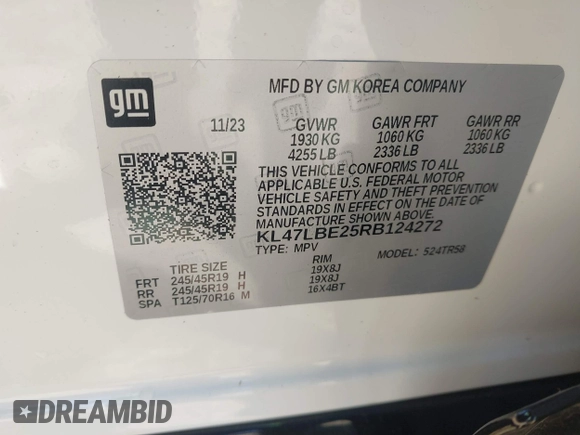 gm
MFD BY GM KOREA COMPANY
11/23 GVWR GAWR FRT GAWR RR
1930 KG 1060 KG 1060 KG
4255 LB 2336 LB 2336 LB
THIS VEHICLE CONFORMS TO ALL
APPLICABLE U.S. FEDERAL MOTOR
VEHICLE SAFETY AND THEFT PREVENTION
STANDARDS IN EFFECT ON THE DATE OF
MANUFACTURE SHOWN ABOVE.
KL47LBE25RB124272
TYPE: MPV MODEL: 524TR58
TIRE SIZE RIM
FRT 245/45R19 H 19X8J
RR 245/45R19 H 19X8J
SPA T125/70R16 M 16X4BT
DREAMBID